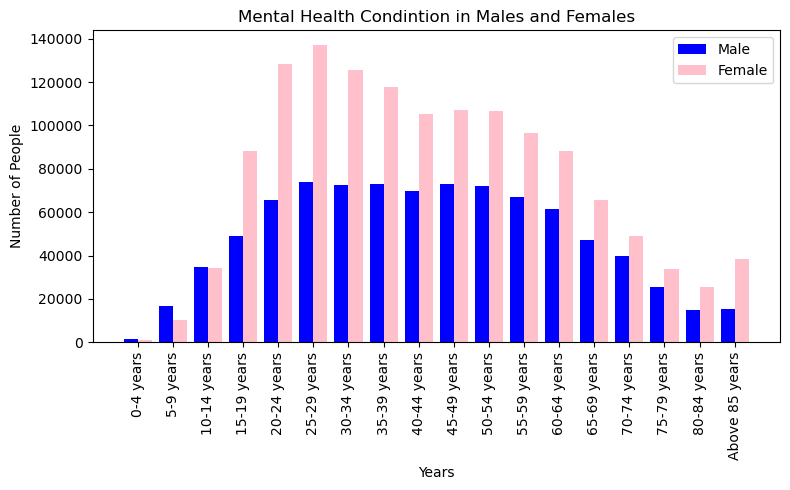 Mental Health Condintion in Males and Females
Male
Female
Number of People
140000
120000
100000
80000
60000
40000
20000
0
0-4 years
5-9 years
10-14 years
15-19 years
20-24 years
25-29 years
30-34 years
35-39 years
40-44 years
45-49 years
50-54 years
55-59 years
60-64 years
65-69 years
70-74 years
75-79 years
80-84 years
Above 85 years
Years